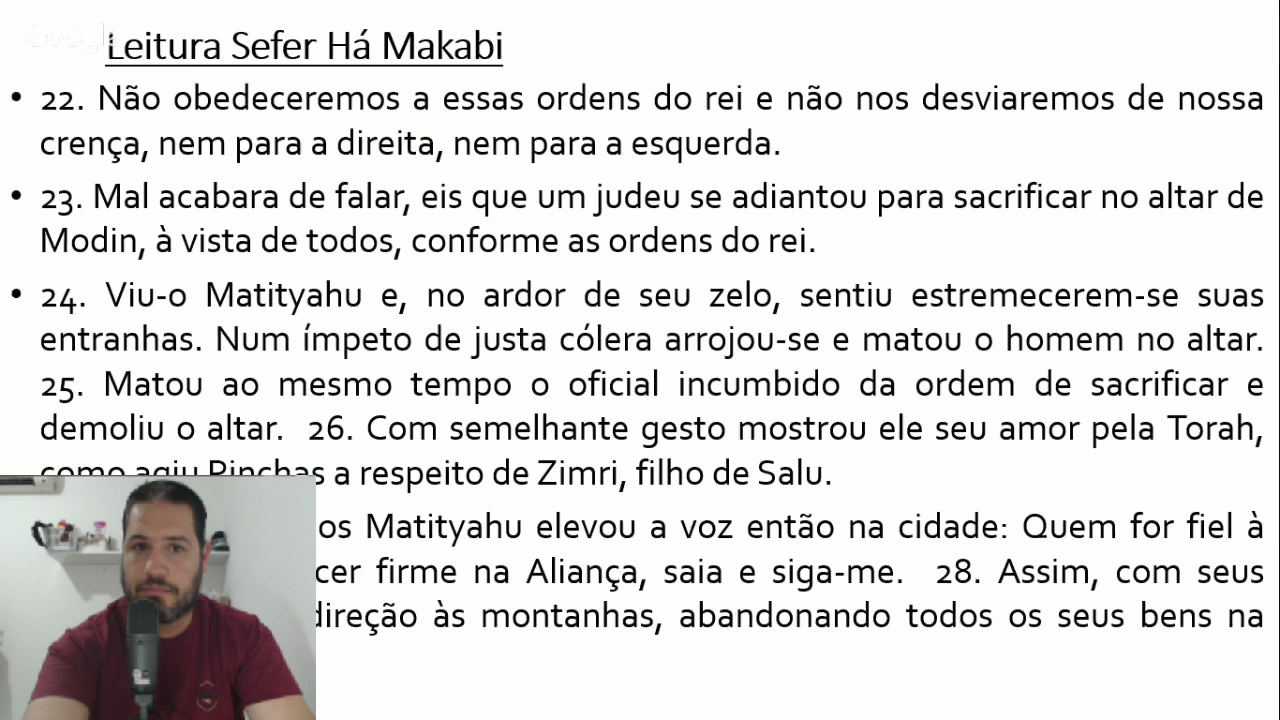 Leitura Sefer Há Makabi
• 22. Não obedeceremos a essas ordens do rei e não nos desviaremos de nossa
crença, nem para a direita, nem para a esquerda.
• 23. Mal acabara de falar, eis que um judeu se adiantou para sacrificar no altar de
Modin, à vista de todos, conforme as ordens do rei.
• 24. Viu-o Matityahu e, no ardor de seu zelo, sentiu estremecerem-se suas
entranhas. Num ímpeto de justa cólera arrojou-se e matou o homem no altar.
25. Matou ao mesmo tempo o oficial incumbido da ordem de sacrificar e
demoliu o altar. 26. Com semelhante gesto mostrou ele seu amor pela Torah,
como agiu Pinchas a respeito de Zimri, filho de Salu.
os Matityahu elevou a voz então na cidade: Quem for fiel à
cer firme na Aliança, saia e siga-me. 28. Assim, com seus
direção às montanhas, abandonando todos os seus bens na